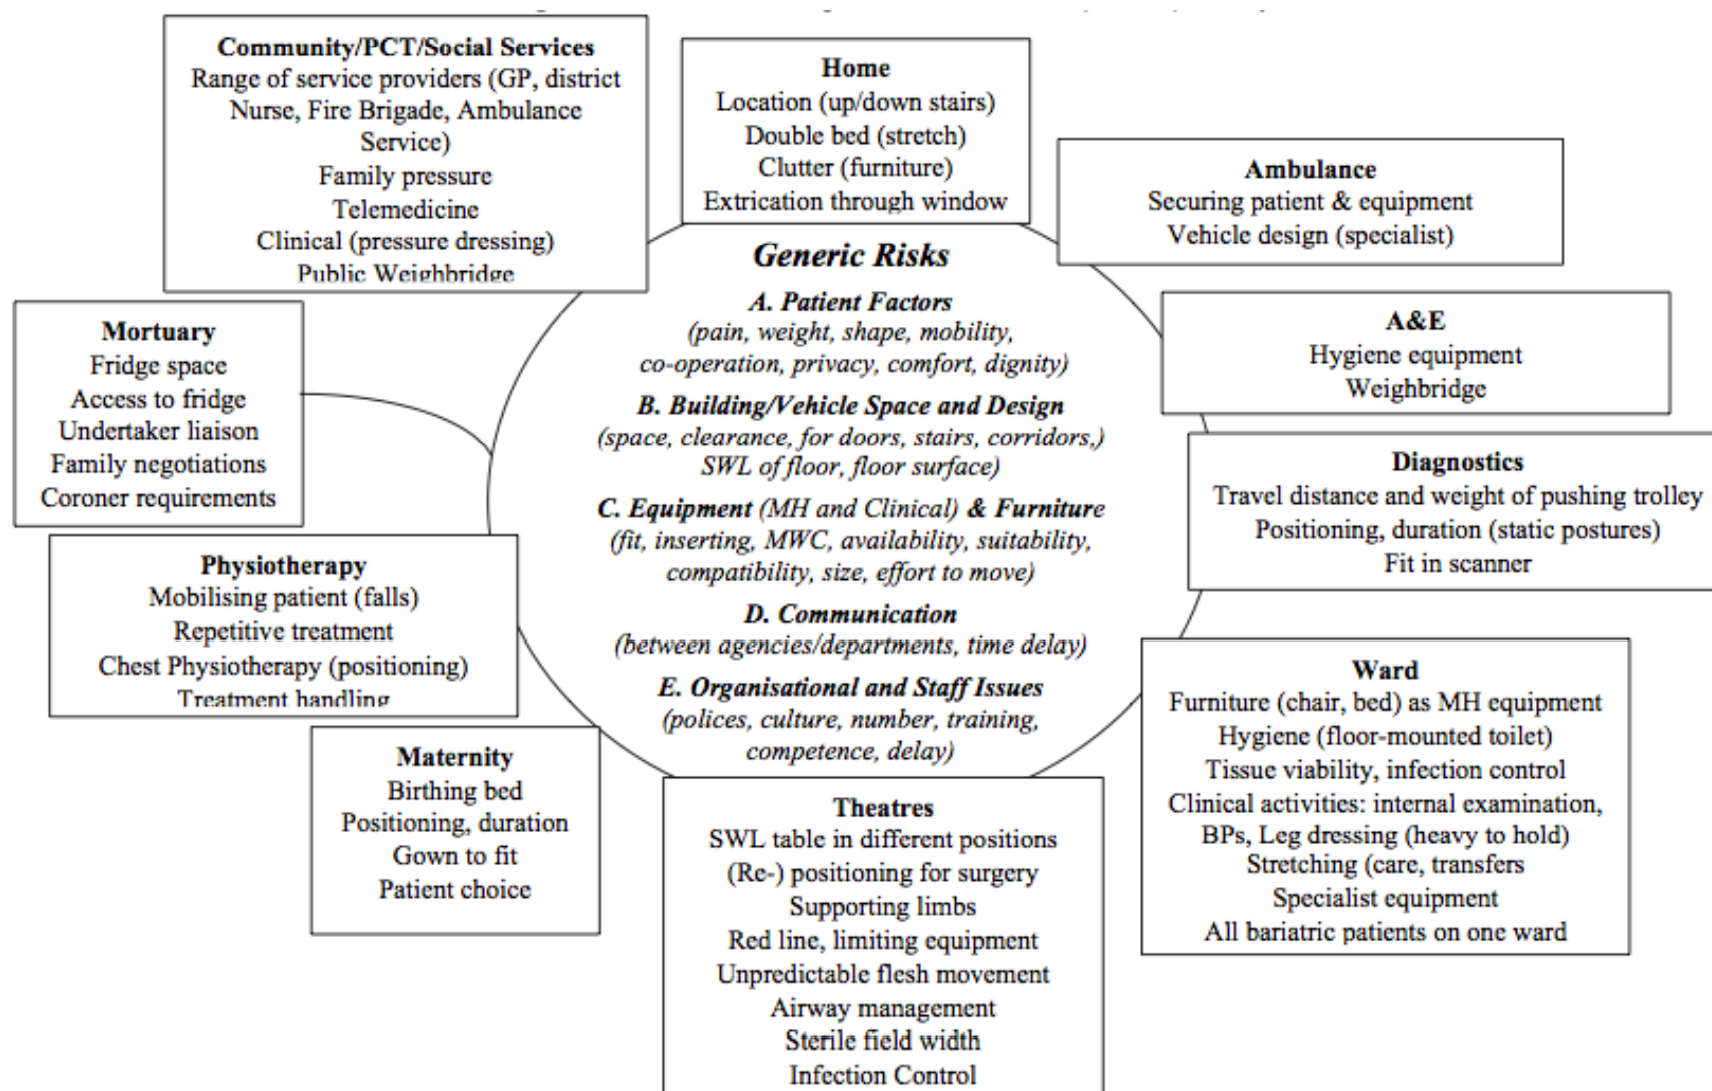 Community/PCT/Social Services
Range of service providers (GP, district
Nurse, Fire Brigade, Ambulance
Service)
Family pressure
Telemedicine
Clinical (pressure dressing)
Public Weighbridge
Home
Location (up/down stairs)
Double bed (stretch)
Clutter (furniture)
Extrication through window
Ambulance
Securing patient & equipment
Vehicle design (specialist)
A&E
Hygiene equipment
Weighbridge
Diagnostics
Travel distance and weight of pushing trolley
Positioning, duration (static postures)
Fit in scanner
Ward
Furniture (chair, bed) as MH equipment
Hygiene (floor-mounted toilet)
Tissue viability, infection control
Clinical activities: internal examination,
BPs, Leg dressing (heavy to hold)
Stretching (care, transfers
Specialist equipment
All bariatric patients on one ward
Theatres
SWL table in different positions
(Re-) positioning for surgery
Supporting limbs
Red line, limiting equipment
Unpredictable flesh movement
Airway management
Sterile field width
Infection Control
Maternity
Birthing bed
Positioning, duration
Gown to fit
Patient choice
Physiotherapy
Mobilising patient (falls)
Repetitive treatment
Chest Physiotherapy (positioning)
Treatment handling
Mortuary
Fridge space
Access to fridge
Undertaker liaison
Family negotiations
Coroner requirements
Generic Risks
A. Patient Factors
(pain, weight, shape, mobility,
co-operation, privacy, comfort, dignity)
B. Building/Vehicle Space and Design
(space, clearance, for doors, stairs, corridors,)
SWL of floor, floor surface)
C. Equipment (MH and Clinical) & Furniture
(fit, inserting, MWC, availability, suitability,
compatibility, size, effort to move)
D. Communication
(between agencies/departments, time delay)
E. Organisational and Staff Issues
(polices, culture, number, training,
competence, delay)